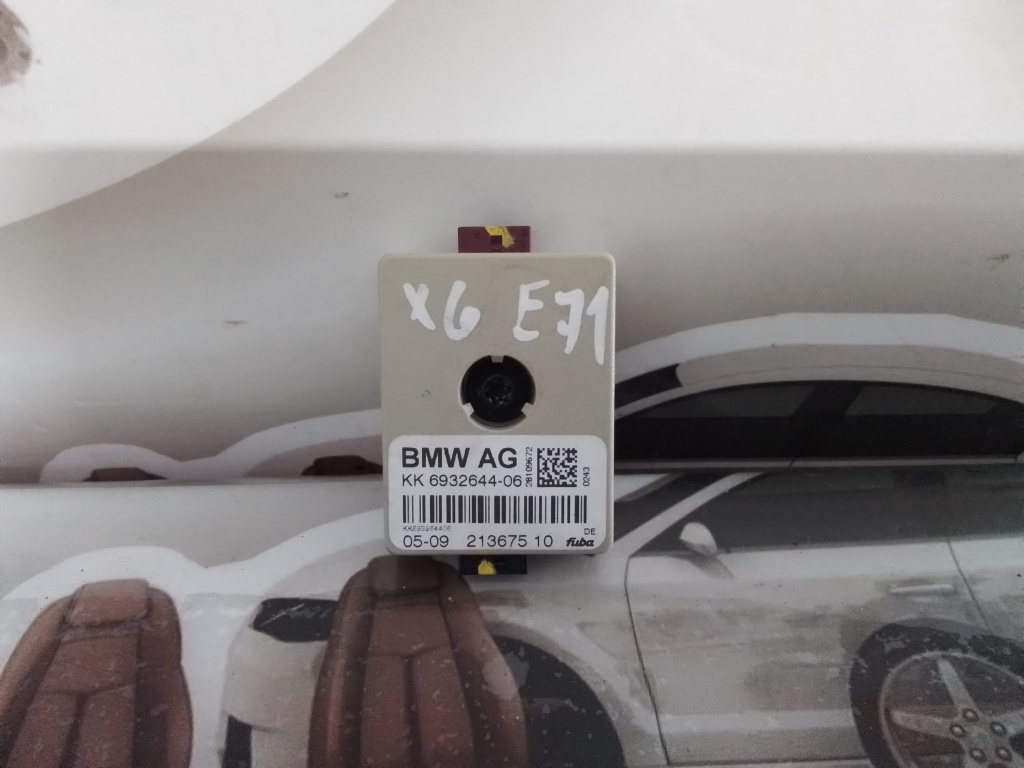 X6 E71
BMW AG
KK 6932644-06
28109672
0243
KK693264406
DE
05-09 213675 10 fuba